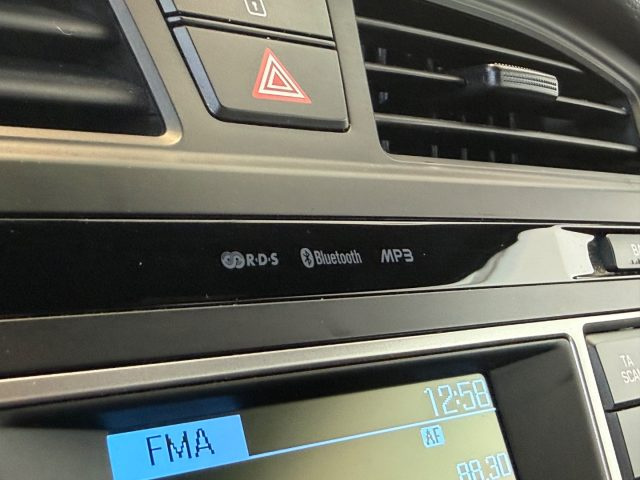 R·D·S Bluetooth MP3
TA
SCAN
12:58
FMA
AF
88.30